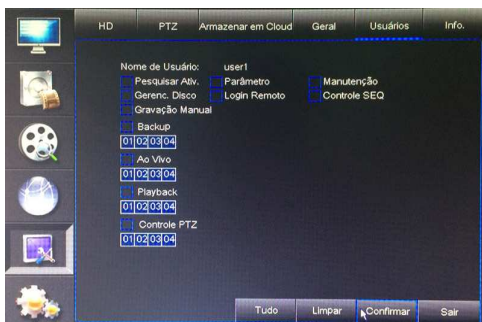 HD PTZ Armazenar em Cloud Geral Usuários Info.
Nome de Usuário: user1
Pesquisar Ativ. Parâmetro Manutenção
Gerenc. Disco Login Remoto Controle SEQ
Gravação Manual
Backup
01 02 03 04
Ao Vivo
01 02 03 04
Playback
01 02 03 04
Controle PTZ
01 02 03 04
Tudo Limpar Confirmar Sair